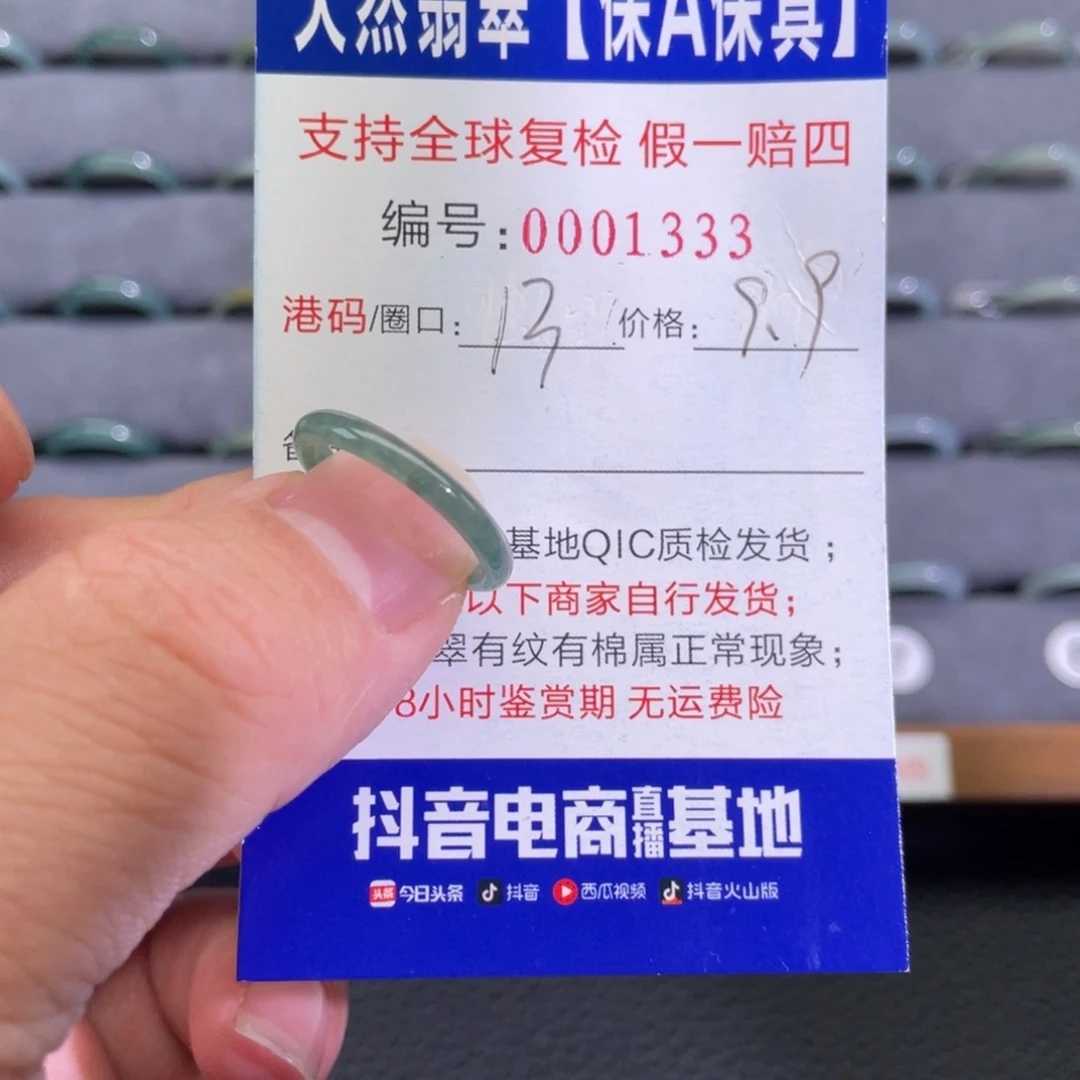 天然翡翠【保A保真】
支持全球复检 假一赔四
编号:0001333
港码/圈口: 13 价格: 9.9
基地QIC质检发货；
以下商家自行发货；
翠有纹有棉属正常现象；
8小时鉴赏期 无运费险
抖音电商直播基地
头条 今日头条 抖音 西瓜视频 抖音火山版